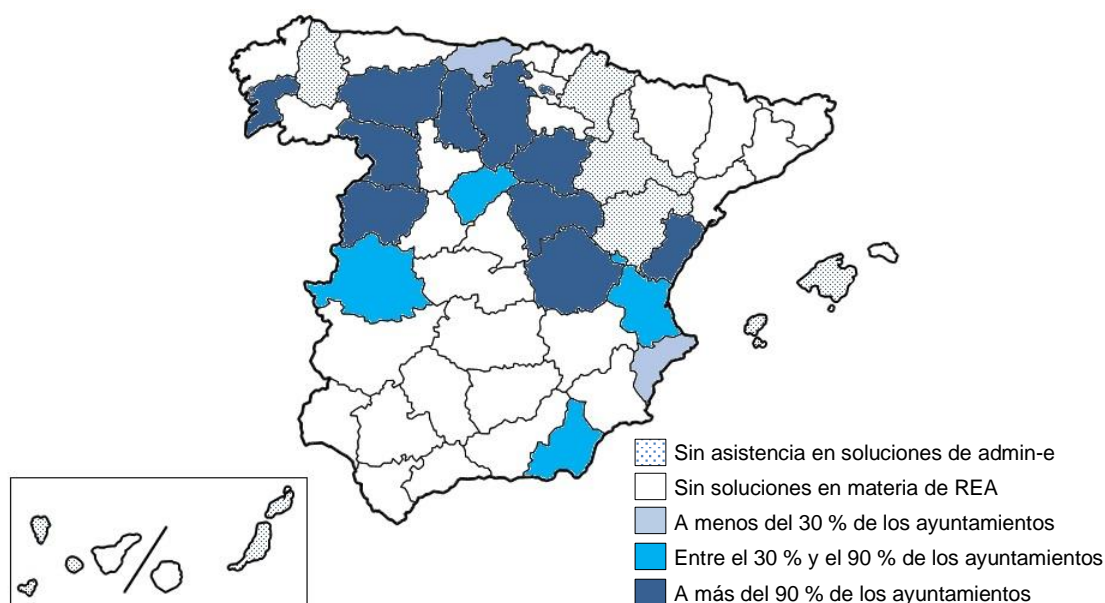 Sin asistencia en soluciones de admin-e
Sin soluciones en materia de REA
A menos del 30 % de los ayuntamientos
Entre el 30 % y el 90 % de los ayuntamientos
A más del 90 % de los ayuntamientos